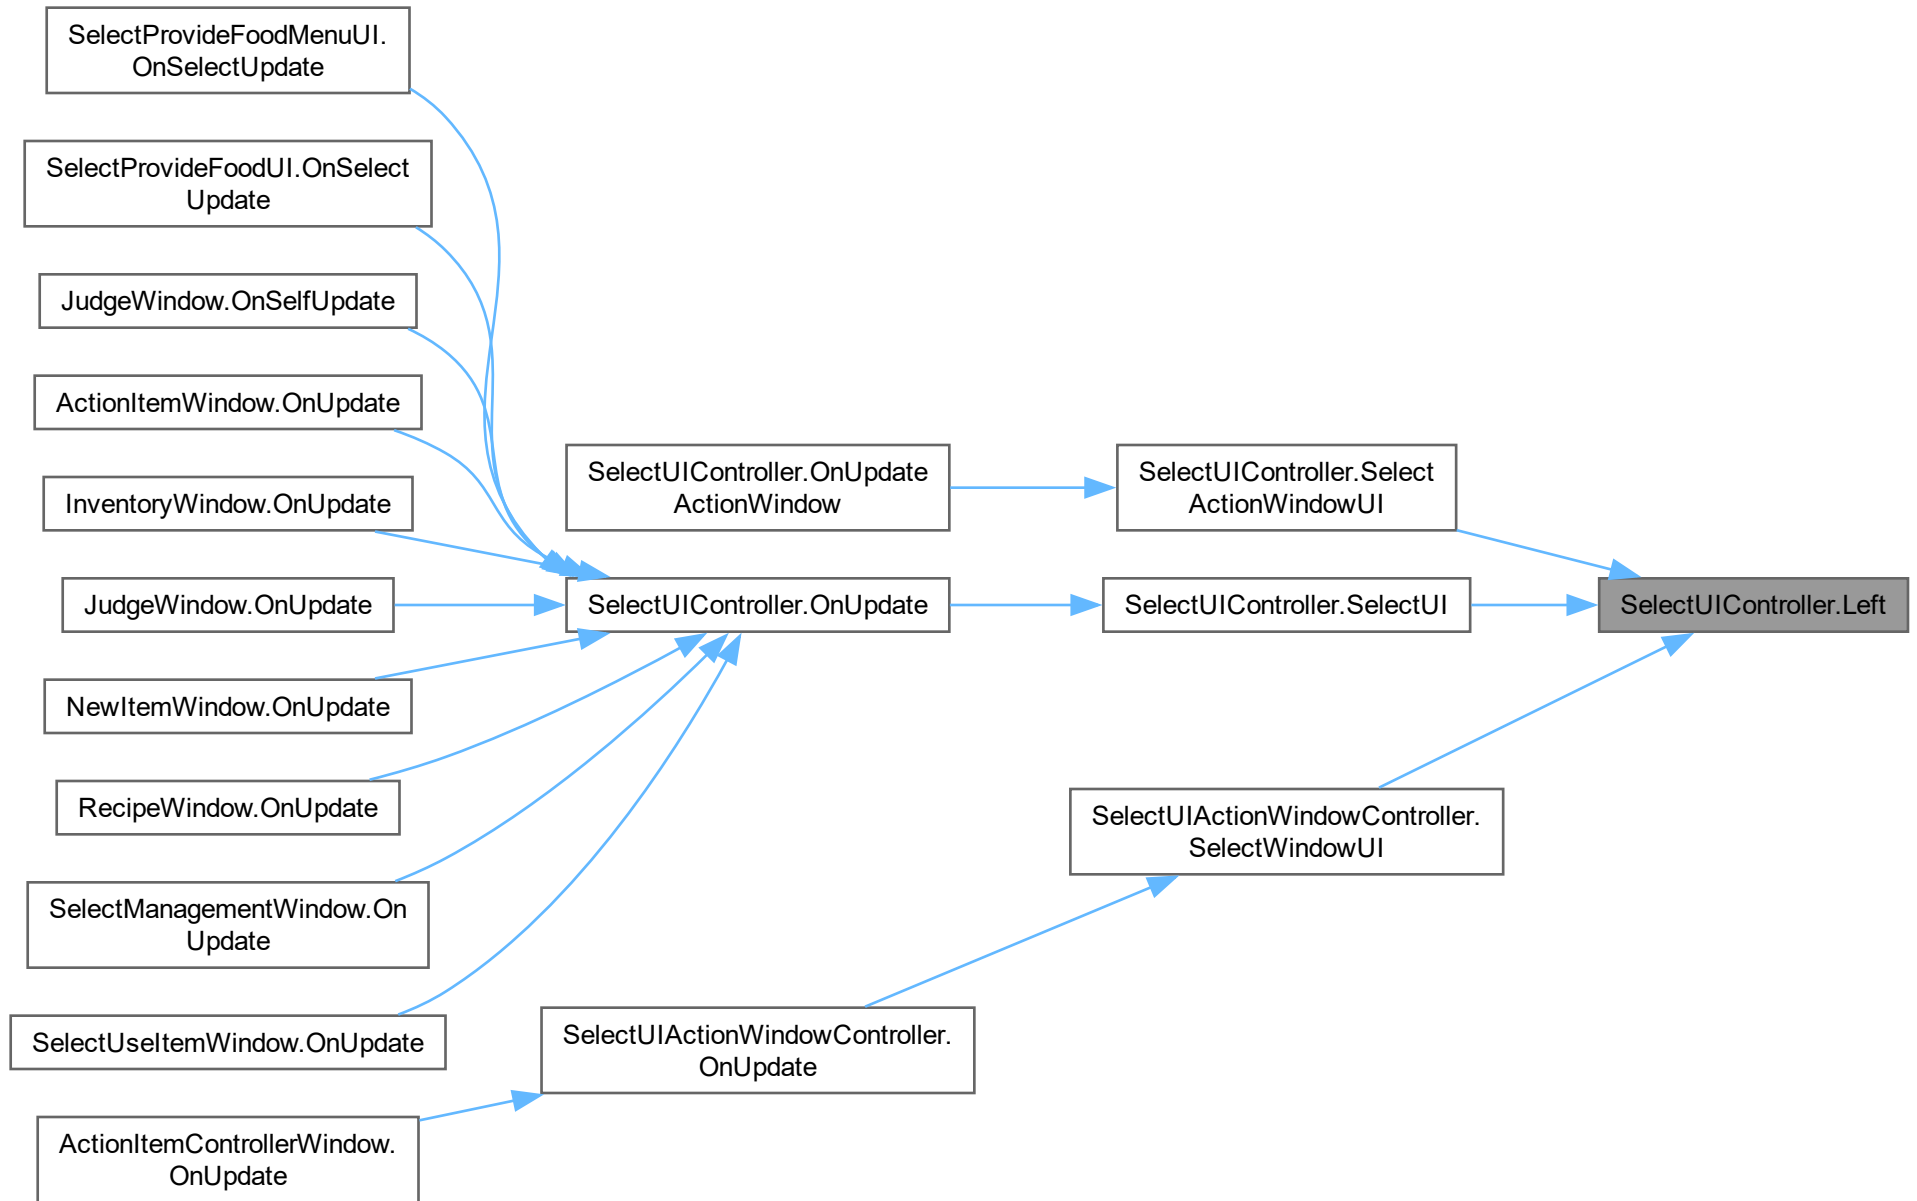 SelectProvideFoodMenuUI.
OnSelectUpdate
SelectProvideFoodUI.OnSelect
Update
JudgeWindow.OnSelfUpdate
ActionItemWindow.OnUpdate
InventoryWindow.OnUpdate
JudgeWindow.OnUpdate
NewItemWindow.OnUpdate
RecipeWindow.OnUpdate
SelectManagementWindow.On
Update
SelectUseItemWindow.OnUpdate
ActionItemControllerWindow.
OnUpdate
SelectUIController.OnUpdate
ActionWindow
SelectUIController.OnUpdate
SelectUIActionWindowController.
OnUpdate
SelectUIController.Select
ActionWindowUI
SelectUIController.SelectUI
SelectUIActionWindowController.
SelectWindowUI
SelectUIController.Left